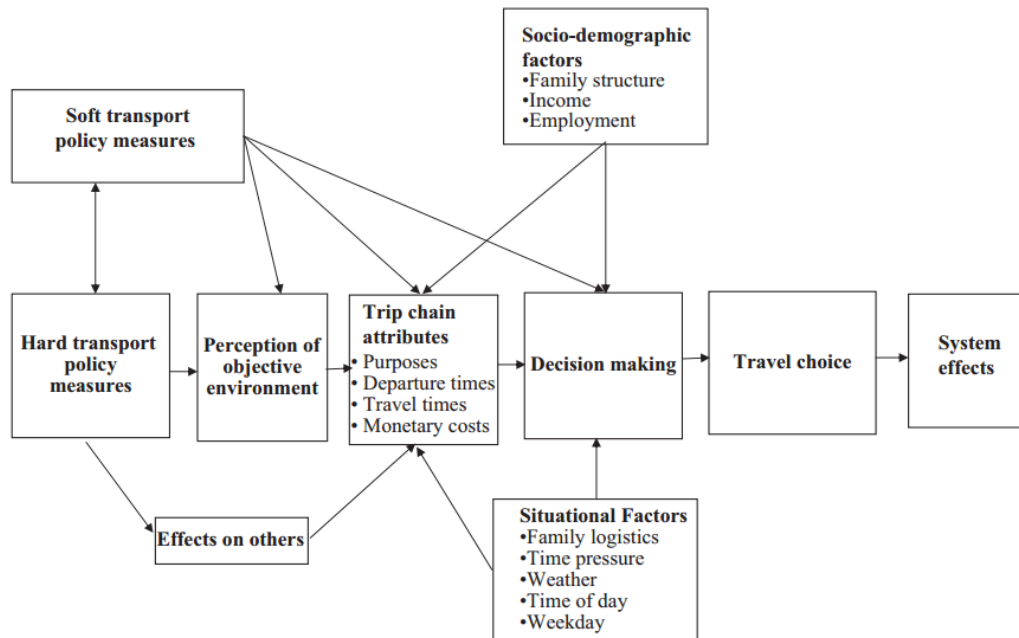 Socio-demographic
factors
•Family structure
•Income
•Employment
Soft transport
policy measures
Hard transport
policy
measures
Perception of
objective
environment
Trip chain
attributes
• Purposes
• Departure times
• Travel times
• Monetary costs
Decision making
Travel choice
System
effects
Effects on others
Situational Factors
•Family logistics
•Time pressure
•Weather
•Time of day
•Weekday